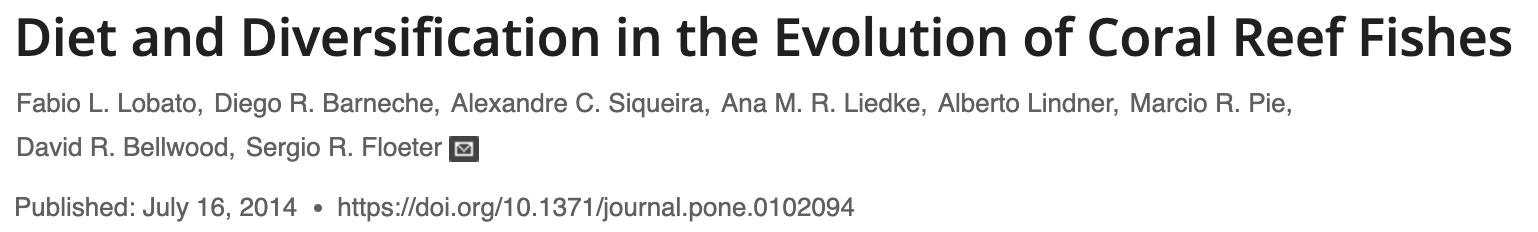 Diet and Diversification in the Evolution of Coral Reef Fishes
Fabio L. Lobato, Diego R. Barneche, Alexandre C. Siqueira, Ana M. R. Liedke, Alberto Lindner, Marcio R. Pie,
David R. Bellwood, Sergio R. Floeter
Published: July 16, 2014 • https://doi.org/10.1371/journal.pone.0102094